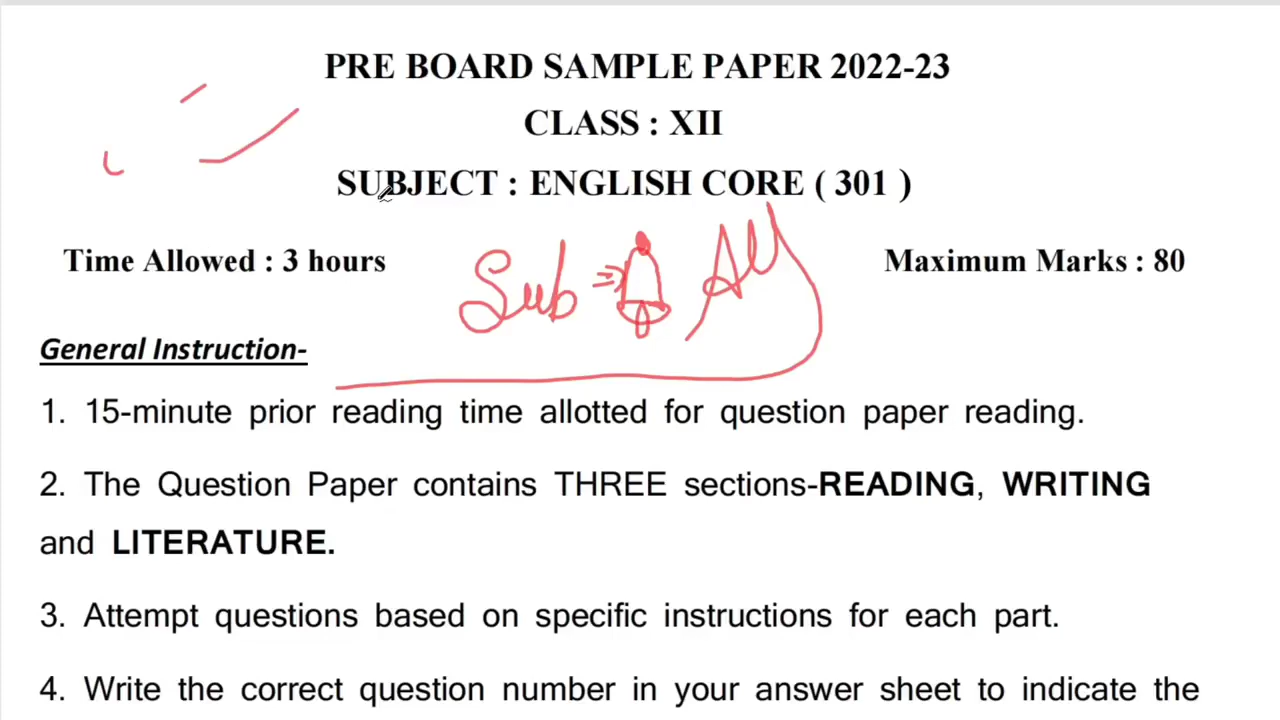 PRE BOARD SAMPLE PAPER 2022-23
CLASS : XII
SUBJECT : ENGLISH CORE ( 301 )
Time Allowed : 3 hours
Maximum Marks : 80
Sub All
General Instruction-
1. 15-minute prior reading time allotted for question paper reading.
2. The Question Paper contains THREE sections-READING, WRITING
and LITERATURE.
3. Attempt questions based on specific instructions for each part.
4. Write the correct question number in your answer sheet to indicate the